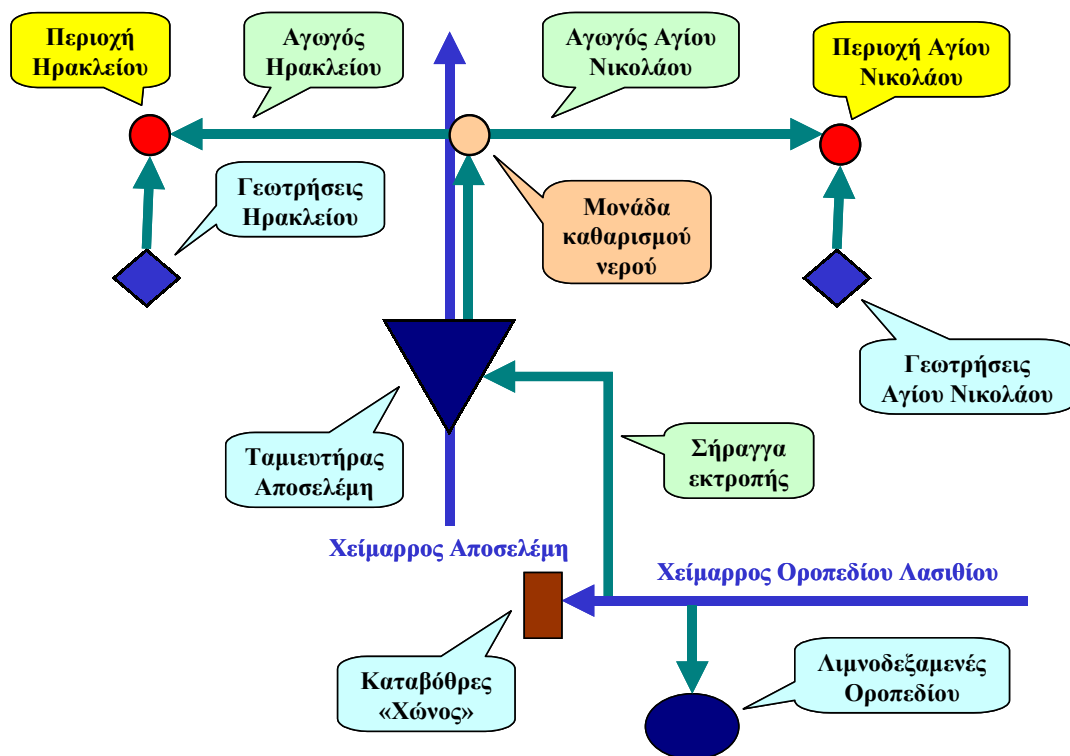 Περιοχή
Ηρακλείου
Αγωγός
Ηρακλείου
Αγωγός Αγίου
Νικολάου
Περιοχή Αγίου
Νικολάου
Γεωτρήσεις
Ηρακλείου
Μονάδα
καθαρισμού
νερού
Γεωτρήσεις
Αγίου Νικολάου
Ταμιευτήρας
Αποσελέμη
Σήραγγα
εκτροπής
Χείμαρρος Αποσελέμη
Χείμαρρος Οροπεδίου Λασιθίου
Καταβόθρες
«Χώνος»
Λιμνοδεξαμενές
Οροπεδίου